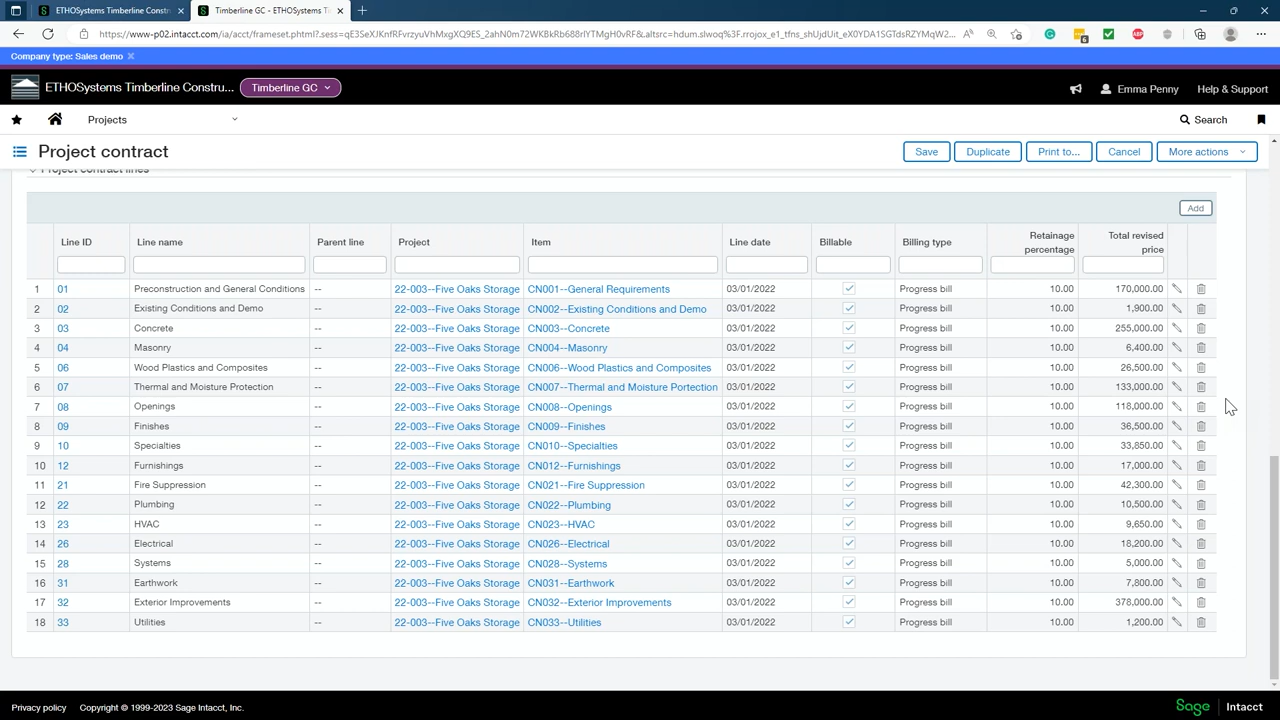 ETHOSystems Timberline Constru
Timberline GC - ETHOSystems Ti
https://www-p02.intacct.com/ia/acct/frameset.phtml?
Company type: Sales demo
ETHOSystems Timberline Constru...
Timberline GC
Emma Penny
Help & Support
Projects
Search
Project contract
Save
Duplicate
Print to...
Cancel
More actions
Project contract lines
Add
Line ID Line name Parent line Project Item Line date Billable Billing type Retainage percentage Total revised price
1 01 Preconstruction and General Conditions -- 22-003--Five Oaks Storage CN001--General Requirements 03/01/2022 Progress bill 10.00 170,000.00
2 02 Existing Conditions and Demo -- 22-003--Five Oaks Storage CN002--Existing Conditions and Demo 03/01/2022 Progress bill 10.00 1,900.00
3 03 Concrete -- 22-003--Five Oaks Storage CN003--Concrete 03/01/2022 Progress bill 10.00 255,000.00
4 04 Masonry -- 22-003--Five Oaks Storage CN004--Masonry 03/01/2022 Progress bill 10.00 6,400.00
5 06 Wood Plastics and Composites -- 22-003--Five Oaks Storage CN006--Wood Plastics and Composites 03/01/2022 Progress bill 10.00 26,500.00
6 07 Thermal and Moisture Protection -- 22-003--Five Oaks Storage CN007--Thermal and Moisture Portection 03/01/2022 Progress bill 10.00 133,000.00
7 08 Openings -- 22-003--Five Oaks Storage CN008--Openings 03/01/2022 Progress bill 10.00 118,000.00
8 09 Finishes -- 22-003--Five Oaks Storage CN009--Finishes 03/01/2022 Progress bill 10.00 36,500.00
9 10 Specialties -- 22-003--Five Oaks Storage CN010--Specialties 03/01/2022 Progress bill 10.00 33,850.00
10 12 Furnishings -- 22-003--Five Oaks Storage CN012--Furnishings 03/01/2022 Progress bill 10.00 17,000.00
11 21 Fire Suppression -- 22-003--Five Oaks Storage CN021--Fire Suppression 03/01/2022 Progress bill 10.00 42,300.00
12 22 Plumbing -- 22-003--Five Oaks Storage CN022--Plumbing 03/01/2022 Progress bill 10.00 10,500.00
13 23 HVAC -- 22-003--Five Oaks Storage CN023--HVAC 03/01/2022 Progress bill 10.00 9,650.00
14 26 Electrical -- 22-003--Five Oaks Storage CN026--Electrical 03/01/2022 Progress bill 10.00 18,200.00
15 28 Systems -- 22-003--Five Oaks Storage CN028--Systems 03/01/2022 Progress bill 10.00 5,000.00
16 31 Earthwork -- 22-003--Five Oaks Storage CN031--Earthwork 03/01/2022 Progress bill 10.00 7,800.00
17 32 Exterior Improvements -- 22-003--Five Oaks Storage CN032--Exterior Improvements 03/01/2022 Progress bill 10.00 378,000.00
18 33 Utilities -- 22-003--Five Oaks Storage CN033--Utilities 03/01/2022 Progress bill 10.00 1,200.00
Privacy policy Copyright © 1999-2023 Sage Intacct, Inc.
Sage Intacct